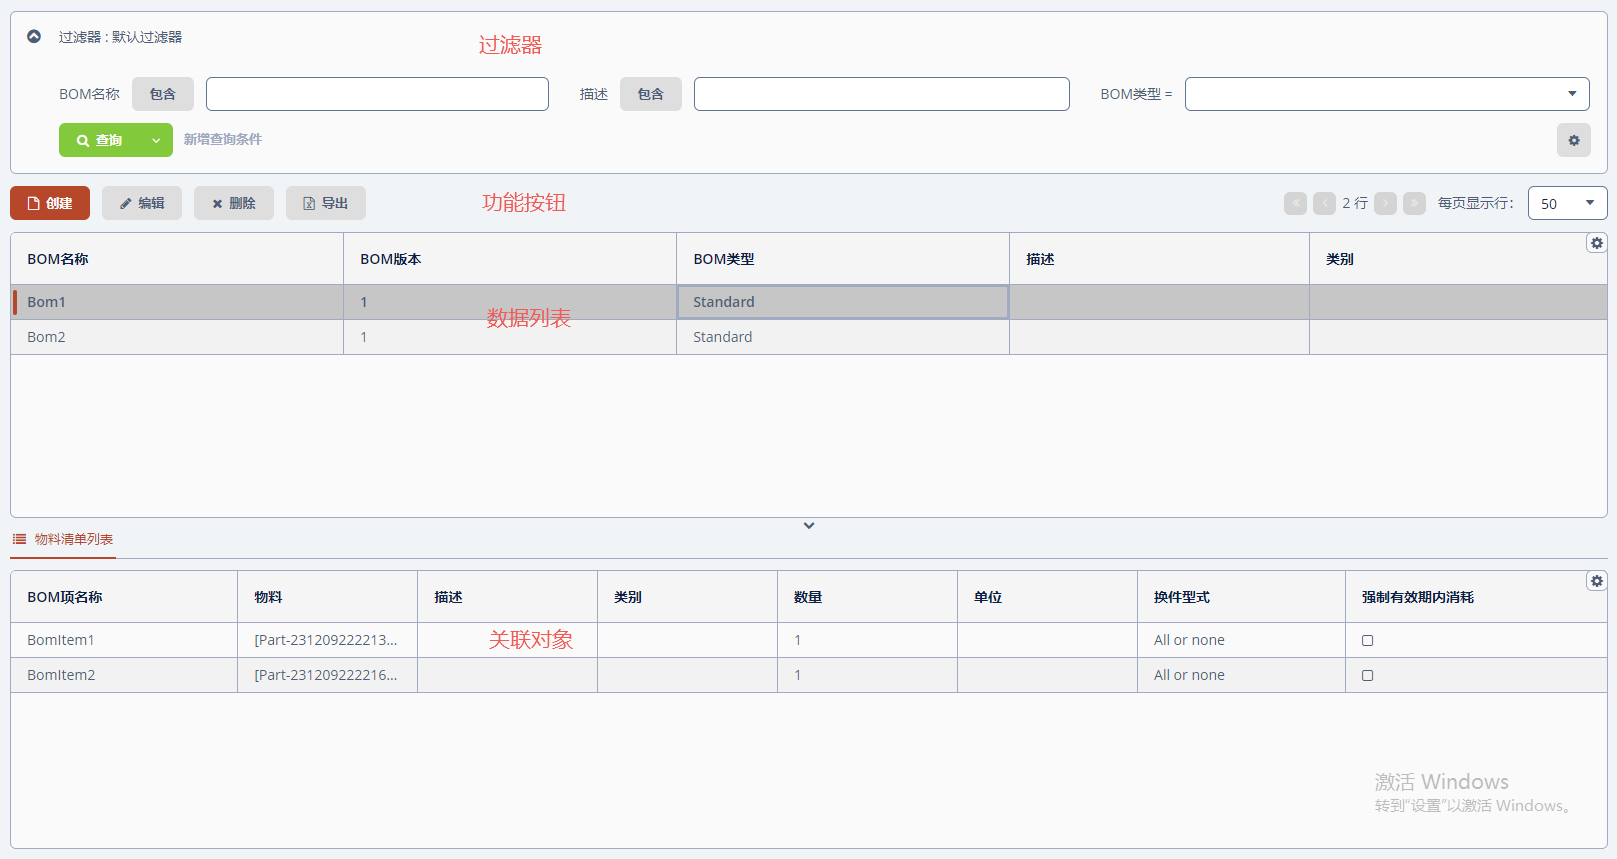 过滤器 : 默认过滤器
过滤器
BOM名称 包含 描述 包含 BOM类型 =
查询 新增查询条件
创建 编辑 删除 导出 功能按钮 2 行 每页显示行: 50
BOM名称 BOM版本 BOM类型 描述 类别
Bom1 1 Standard
数据列表
Bom2 1 Standard
物料清单列表
BOM项名称 物料 描述 类别 数量 单位 换件型式 强制有效期内消耗
BomItem1 [Part-231209222213... 1 All or none
关联对象
BomItem2 [Part-231209222216... 1 All or none
激活 Windows
转到“设置”以激活 Windows。